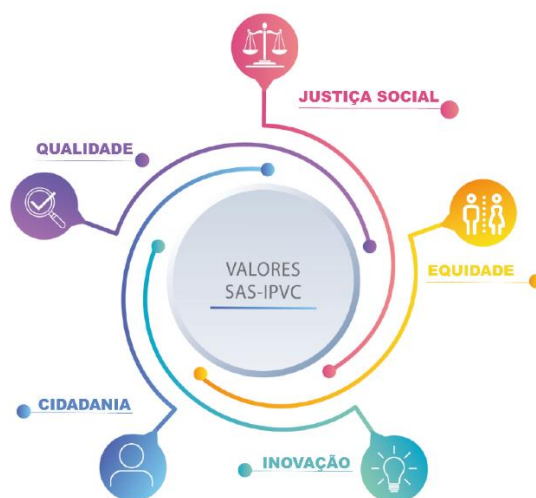 JUSTIÇA SOCIAL
QUALIDADE
VALORES
SAS-IPVC
EQUIDADE
CIDADANIA
INOVAÇÃO